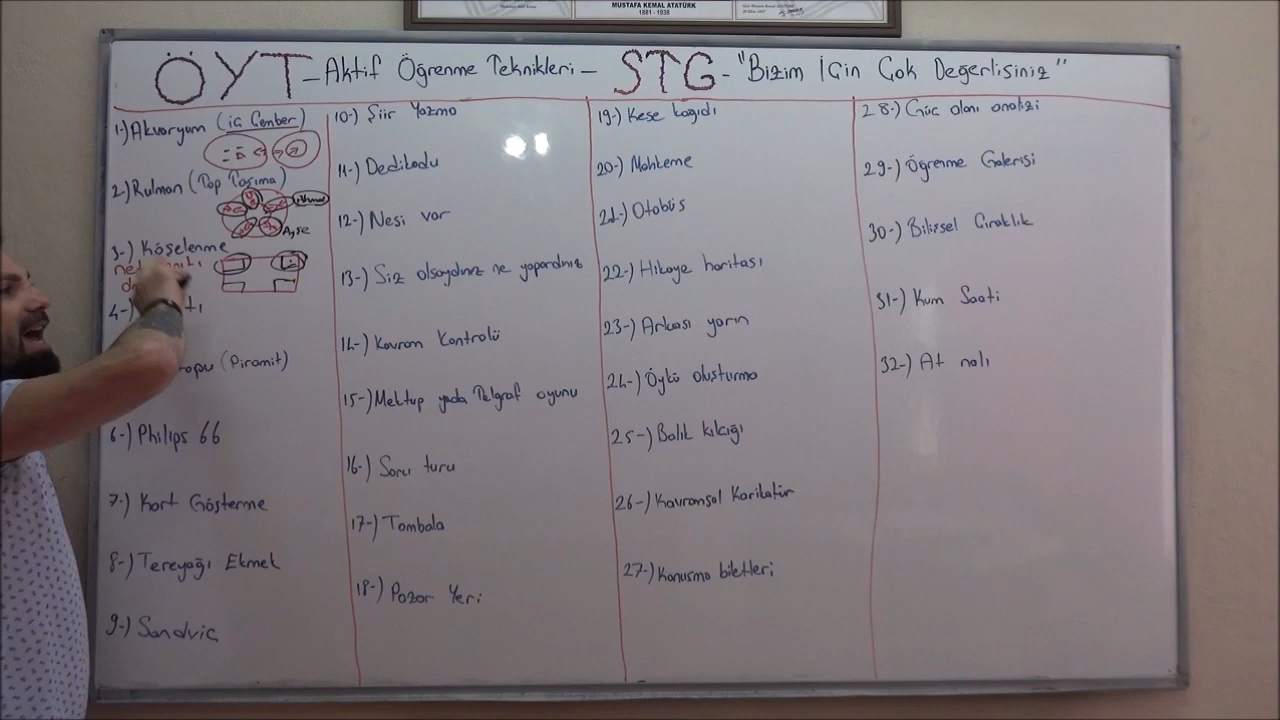 MUSTAFA KEMAL ATATÜRK
1881 - 1938
ÖYT - Aktif Öğrenme Teknikleri - STG - "Bizim İçin Çok Değerlisiniz"
1-) Akvaryum (iç Çember)
2-) Rulman (Top Taşıma)
Ahmet
Ayşe
3-) Köşelenme
4-)
(Piramit)
6-) Philips 66
7-) Kart Gösterme
8-) Tereyağı Ekmek
9-) Sandviç
10-) Şiir Yazma
11-) Dedikodu
12-) Nesi var
13-) Siz olsaydınız ne yapardınız
14-) Kavram Kontrolü
15-) Mektup yada Telgraf oyunu
16-) Soru turu
17-) Tombala
18-) Pazar Yeri
19-) Kese kağıdı
20-) Mahkeme
21-) Otobüs
22-) Hikaye haritası
23-) Arkası yarın
24-) Öykü oluşturma
25-) Balık kılçığı
26-) Kavramsal Karikatür
27-) Konuşma biletleri
28-) Güç alanı analizi
29-) Öğrenme Galerisi
30-) Bilişsel Çıraklık
31-) Kum Saati
32-) At nalı